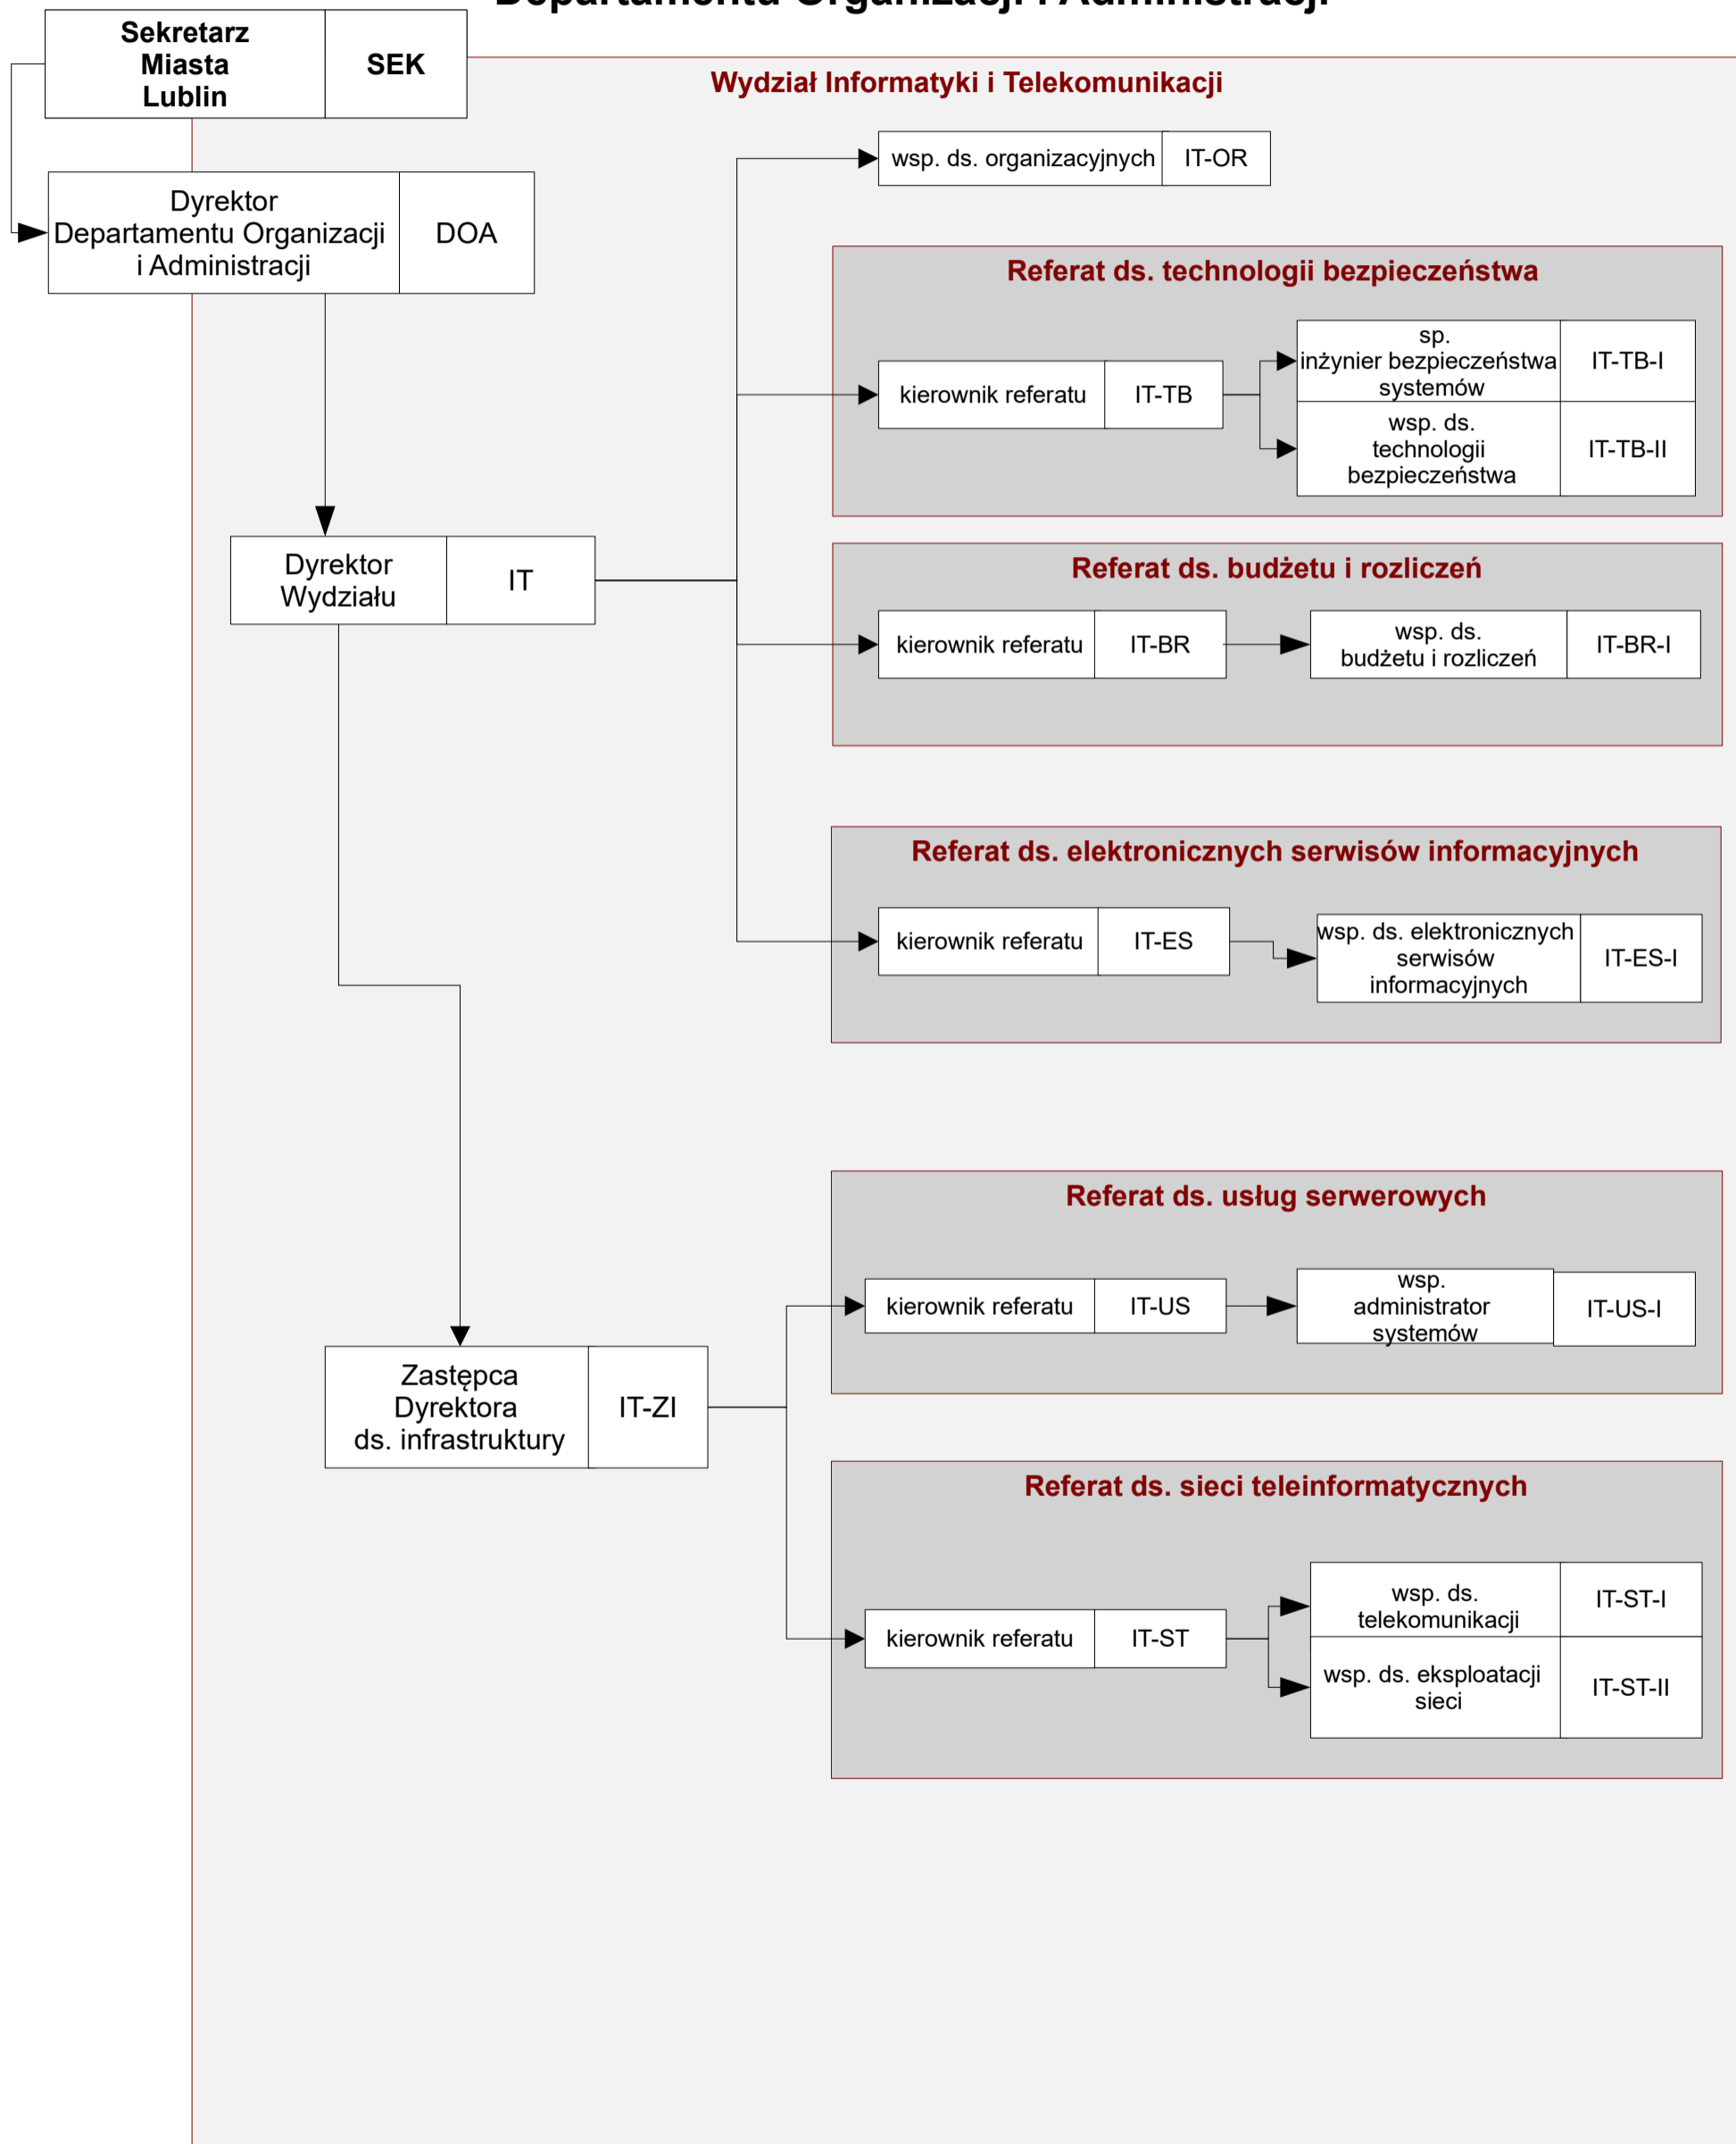 Departamentu Organizacji i Administracji
Sekretarz
Miasta
Lublin
SEK
Wydział Informatyki i Telekomunikacji
wsp. ds. organizacyjnych
IT-OR
Dyrektor
Departamentu Organizacji
i Administracji
DOA
Referat ds. technologii bezpieczeństwa
kierownik referatu
IT-TB
sp.
inżynier bezpieczeństwa
systemów
IT-TB-I
wsp. ds.
technologii
bezpieczeństwa
IT-TB-II
Dyrektor
Wydziału
IT
Referat ds. budżetu i rozliczeń
kierownik referatu
IT-BR
wsp. ds.
budżetu i rozliczeń
IT-BR-I
Referat ds. elektronicznych serwisów informacyjnych
kierownik referatu
IT-ES
wsp. ds. elektronicznych
serwisów
informacyjnych
IT-ES-I
Referat ds. usług serwerowych
kierownik referatu
IT-US
wsp.
administrator
systemów
IT-US-I
Zastępca
Dyrektora
ds. infrastruktury
IT-ZI
Referat ds. sieci teleinformatycznych
kierownik referatu
IT-ST
wsp. ds.
telekomunikacji
IT-ST-I
wsp. ds. eksploatacji
sieci
IT-ST-II